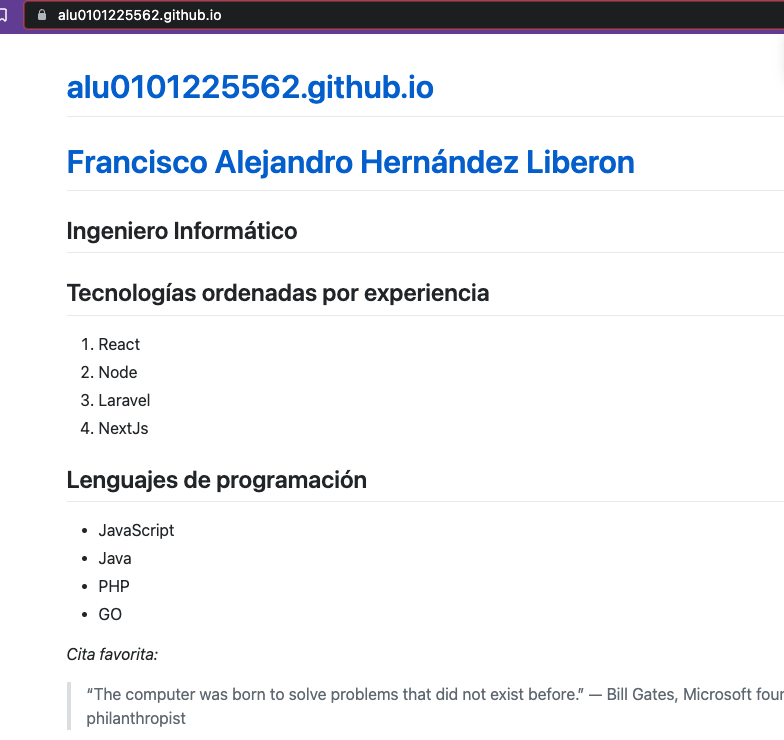 alu0101225562.github.io
alu0101225562.github.io
Francisco Alejandro Hernández Liberon
Ingeniero Informático
Tecnologías ordenadas por experiencia
1. React
2. Node
3. Laravel
4. NextJs
Lenguajes de programación
• JavaScript
• Java
• PHP
• GO
Cita favorita:
“The computer was born to solve problems that did not exist before.” — Bill Gates, Microsoft
philanthropist